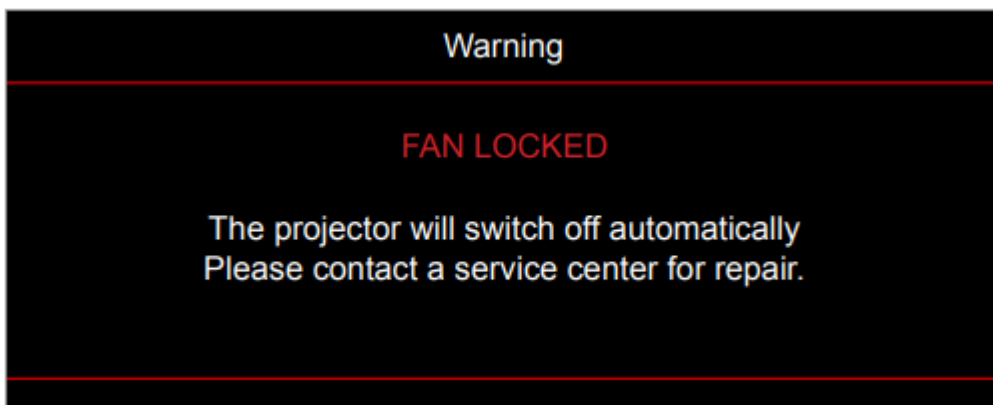 Warning
FAN LOCKED
The projector will switch off automatically
Please contact a service center for repair.